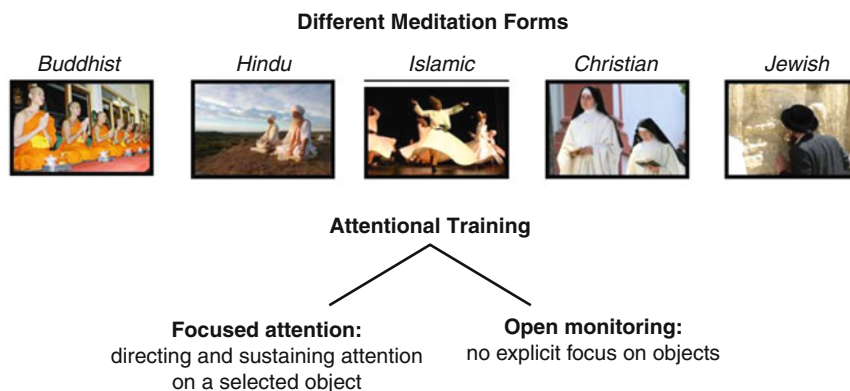 Different Meditation Forms
Buddhist Hindu Islamic Christian Jewish
Attentional Training
Focused attention:
directing and sustaining attention
on a selected object
Open monitoring:
no explicit focus on objects